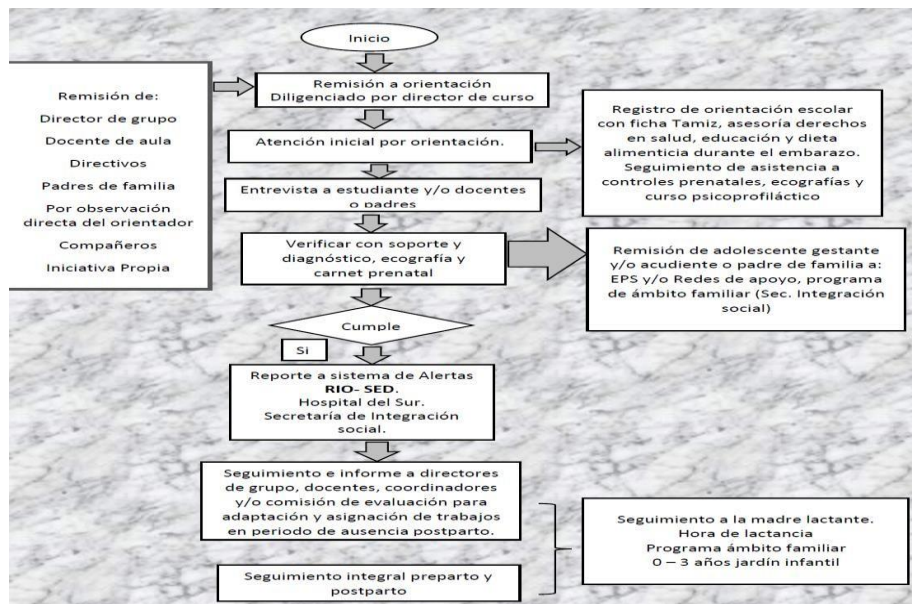 Inicio
Remisión a orientación
Diligenciado por director de curso
Remisión de:
Director de grupo
Docente de aula
Directivos
Padres de familia
Por observación
directa del orientador
Compañeros
Iniciativa Propia
Atención inicial por orientación.
Registro de orientación escolar
con ficha Tamiz, asesoría derechos
en salud, educación y dieta
alimenticia durante el embarazo.
Seguimiento de asistencia a
controles prenatales, ecografías y
curso psicoprofiláctico
Entrevista a estudiante y/o docentes
o padres
Verificar con soporte y
diagnóstico, ecografía y
carnet prenatal
Remisión de adolescente gestante
y/o acudiente o padre de familia a:
EPS y/o Redes de apoyo, programa
de ámbito familiar (Sec. Integración
social)
Cumple
Si
Reporte a sistema de Alertas
RIO- SED.
Hospital del Sur.
Secretaría de Integración
social.
Seguimiento e informe a directores
de grupo, docentes, coordinadores
y/o comisión de evaluación para
adaptación y asignación de trabajos
en periodo de ausencia postparto.
Seguimiento integral preparto y
postparto
Seguimiento a la madre lactante.
Hora de lactancia
Programa ámbito familiar
0 – 3 años jardín infantil